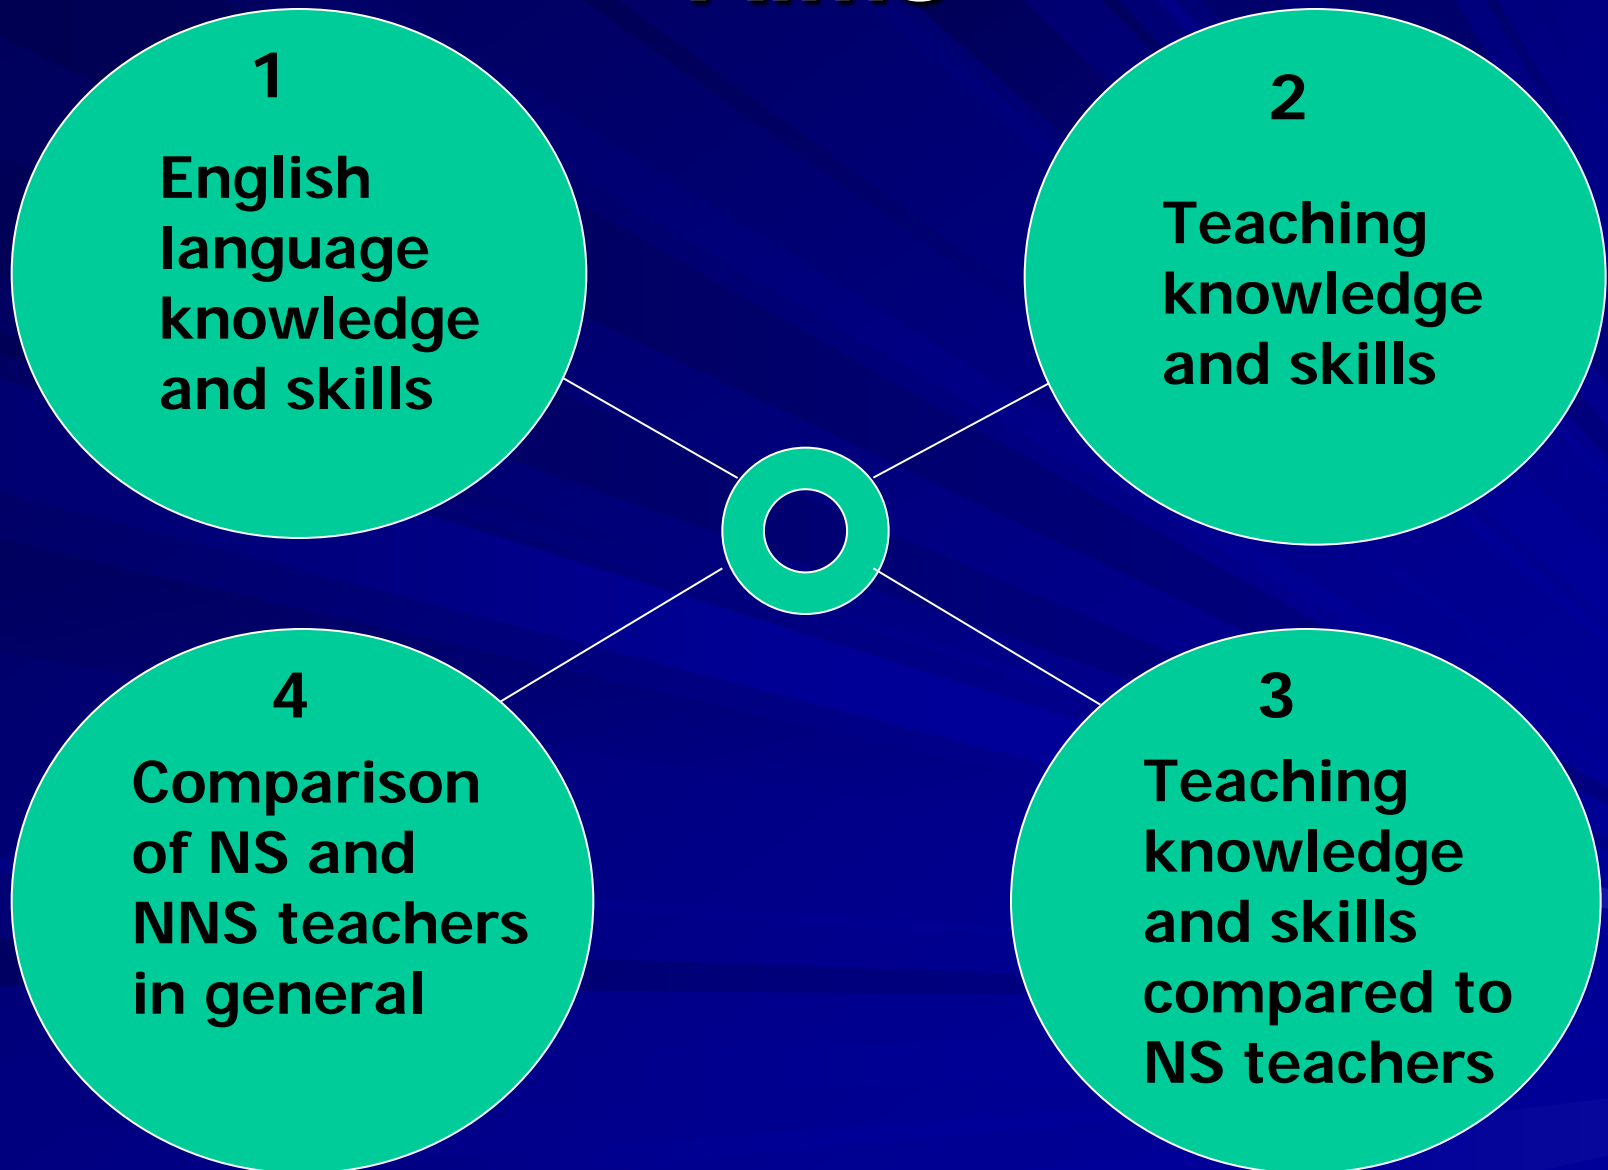 1
English
language
knowledge
and skills
2
Teaching
knowledge
and skills
3
Teaching
knowledge
and skills
compared to
NS teachers
4
Comparison
of NS and
NNS teachers
in general